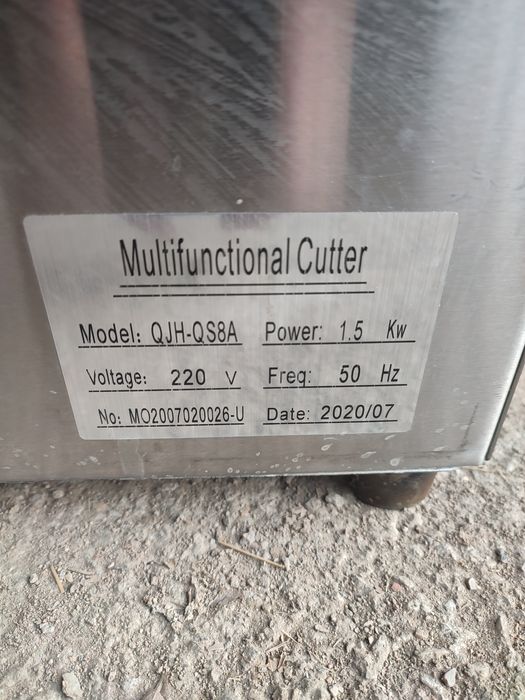 Multifunctional Cutter
Model: QJH-QS8A Power: 1.5 Kw
Voltage: 220 V Freq: 50 Hz
No: MO2007020026-U Date: 2020/07